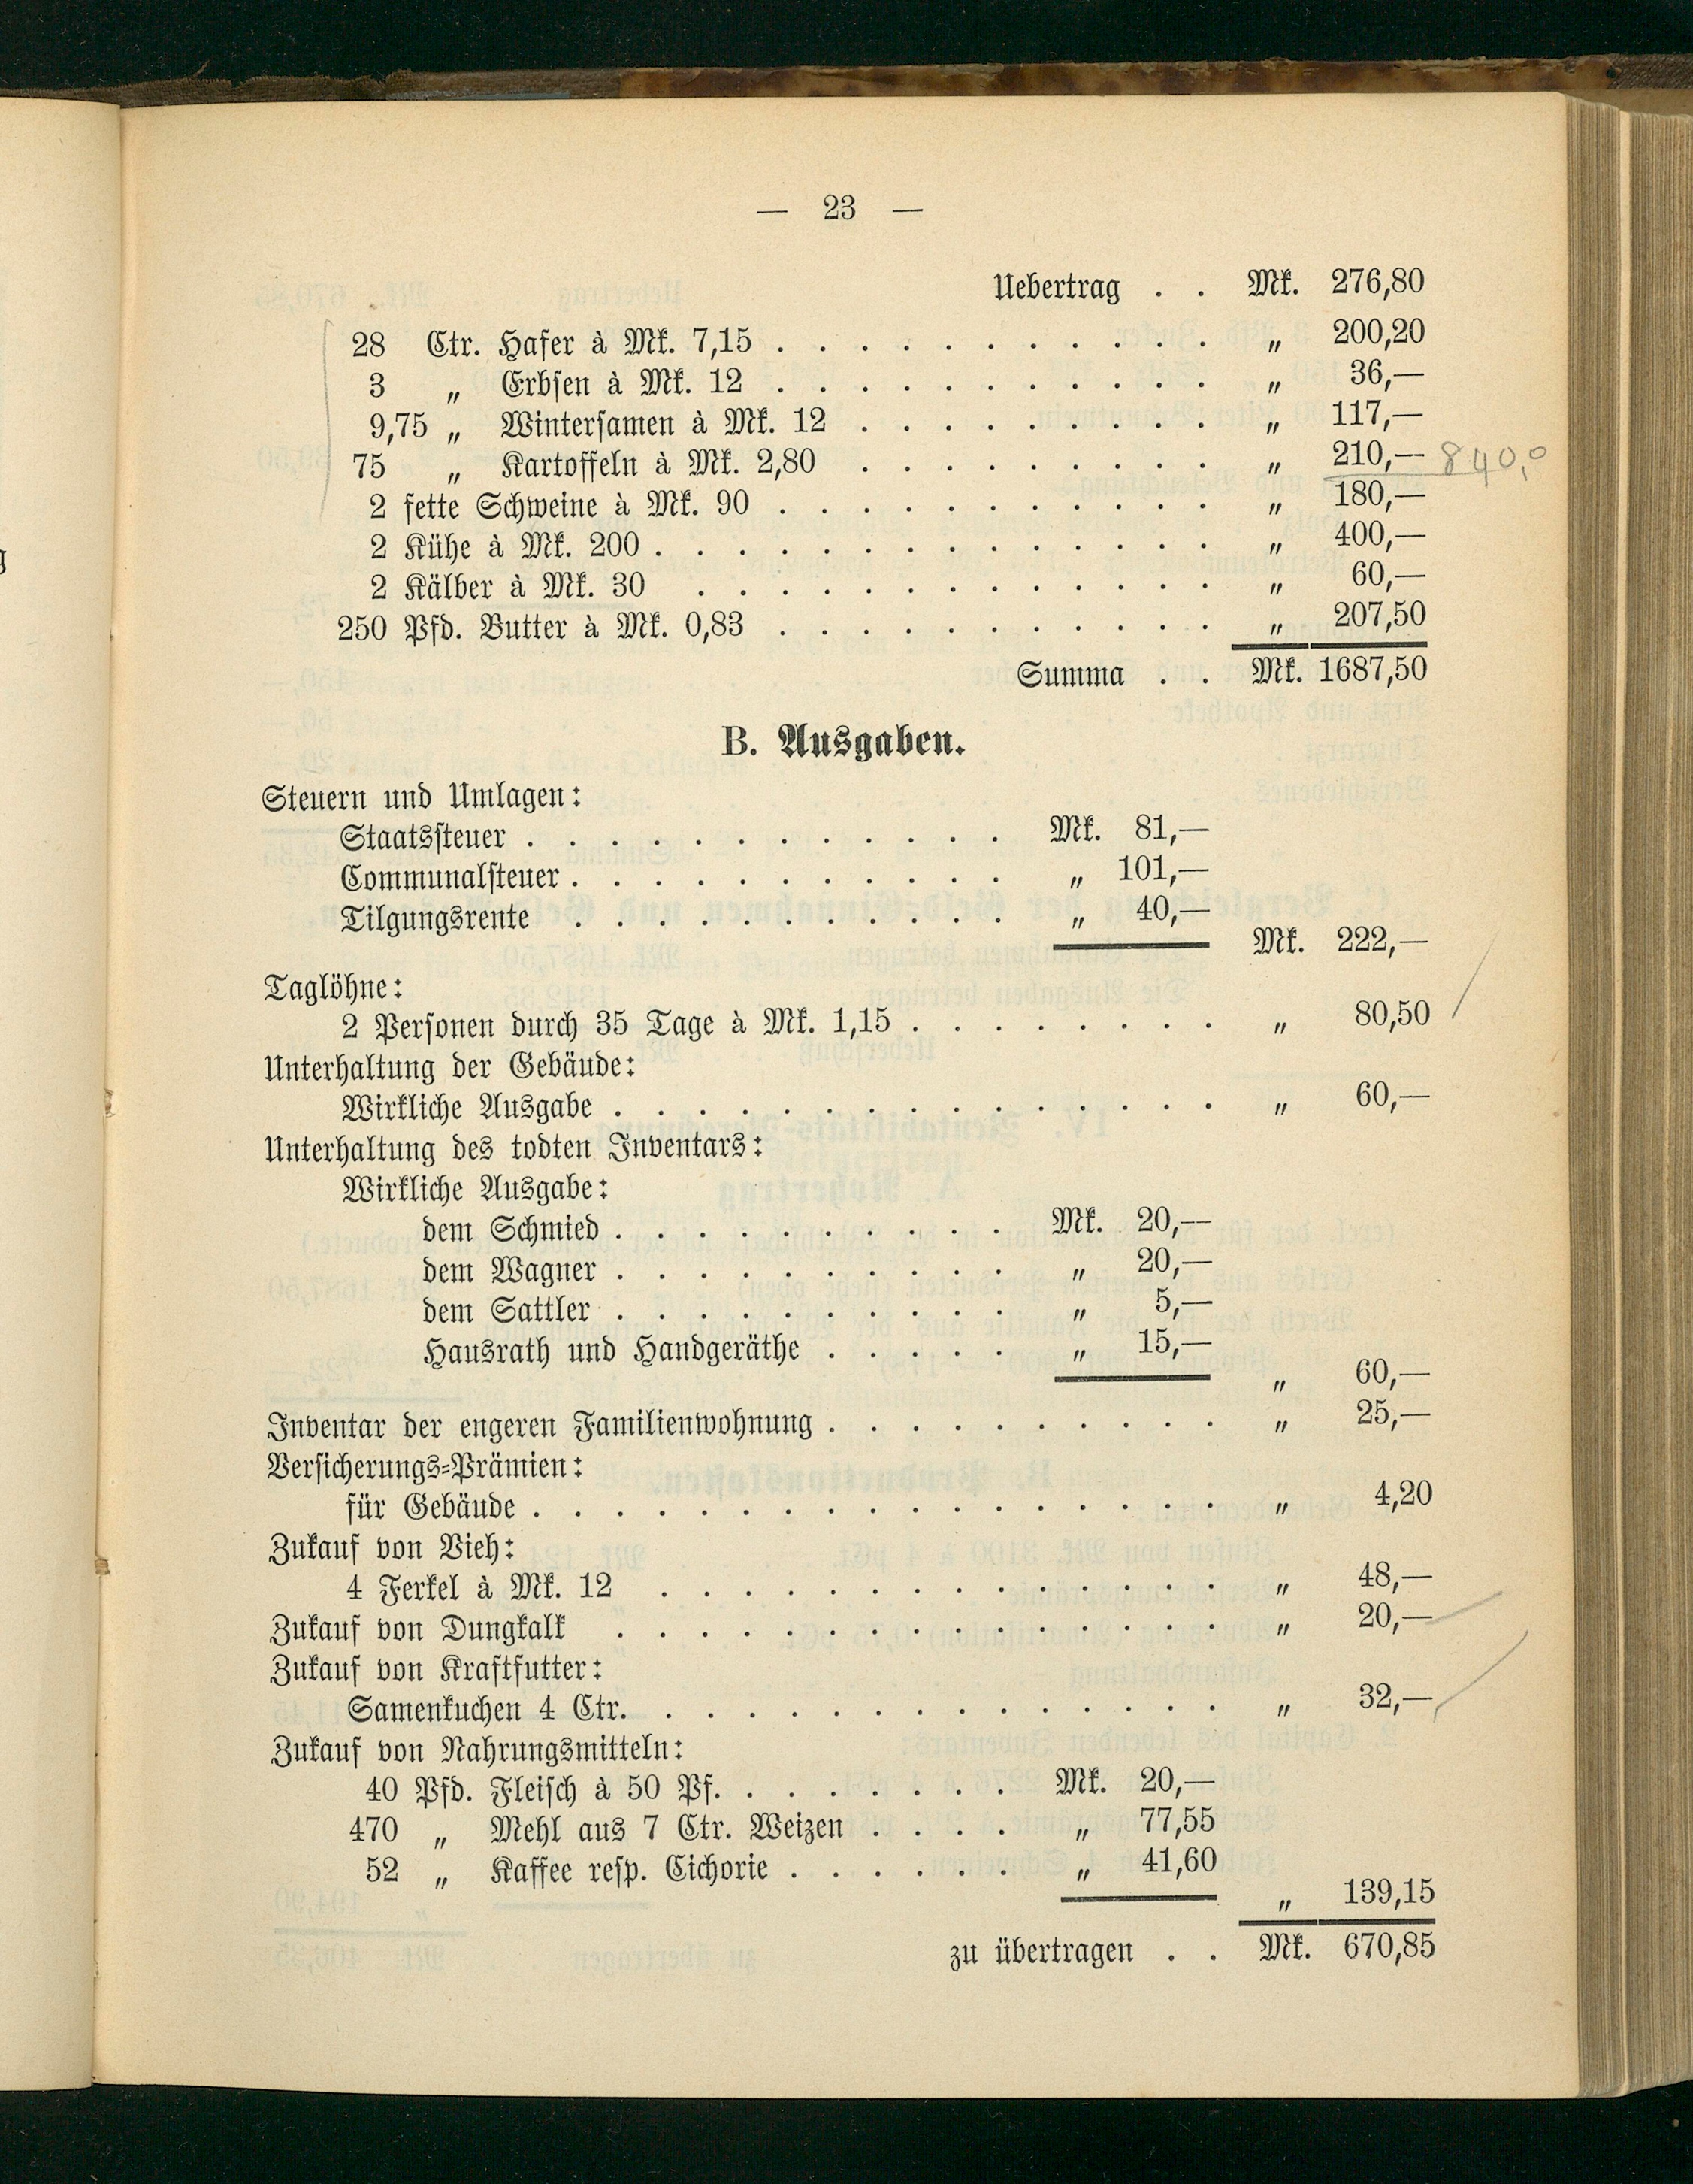 — 23 —
Uebertrag . . Mk. 276,80
28 Ctr. Hafer à Mk. 7,15 . . . . . . . . . . . „ 200,20
3 „ Erbsen à Mk. 12 . . . . . . . . . . . „ 36,—
9,75 „ Wintersamen à Mk. 12 . . . . . . . . . „ 117,—
75 „ Kartoffeln à Mk. 2,80 . . . . . . . . . „ 210,— 840,0
2 fette Schweine à Mk. 90 . . . . . . . . . . . „ 180,—
2 Kühe à Mk. 200 . . . . . . . . . . . . . . „ 400,—
2 Kälber à Mk. 30 . . . . . . . . . . . . . „ 60,—
250 Pfd. Butter à Mk. 0,83 . . . . . . . . . . . „ 207,50
Summa . . Mk. 1687,50
B. Ausgaben.
Steuern und Umlagen:
Staatssteuer . . . . . . . . . . . . Mk. 81,—
Communalsteuer . . . . . . . . . . . „ 101,—
Tilgungsrente . . . . . . . . . . . „ 40,—
Mk. 222,—
Taglöhne:
2 Personen durch 35 Tage à Mk. 1,15 . . . . . . . . „ 80,50
Unterhaltung der Gebäude:
Wirkliche Ausgabe . . . . . . . . . . . . . . . „ 60,—
Unterhaltung des todten Inventars:
Wirkliche Ausgabe:
dem Schmied . . . . . . . . . . Mk. 20,—
dem Wagner . . . . . . . . . . „ 20,—
dem Sattler . . . . . . . . . . „ 5,—
Hausrath und Handgeräthe . . . . . „ 15,—
„ 60,—
Inventar der engeren Familienwohnung . . . . . . . . . . „ 25,—
Versicherungs=Prämien:
für Gebäude . . . . . . . . . . . . . . . . . „ 4,20
Zukauf von Vieh:
4 Ferkel à Mk. 12 . . . . . . . . . . . . . . „ 48,—
Zukauf von Dungkalk . . . . . . . . . . . . . . . „ 20,—
Zukauf von Kraftfutter:
Samenkuchen 4 Ctr. . . . . . . . . . . . . . . „ 32,—
Zukauf von Nahrungsmitteln:
40 Pfd. Fleisch à 50 Pf. . . . . . . . Mk. 20,—
470 „ Mehl aus 7 Ctr. Weizen . . . . „ 77,55
52 „ Kaffee resp. Cichorie . . . . . . „ 41,60
„ 139,15
zu übertragen . . Mk. 670,85